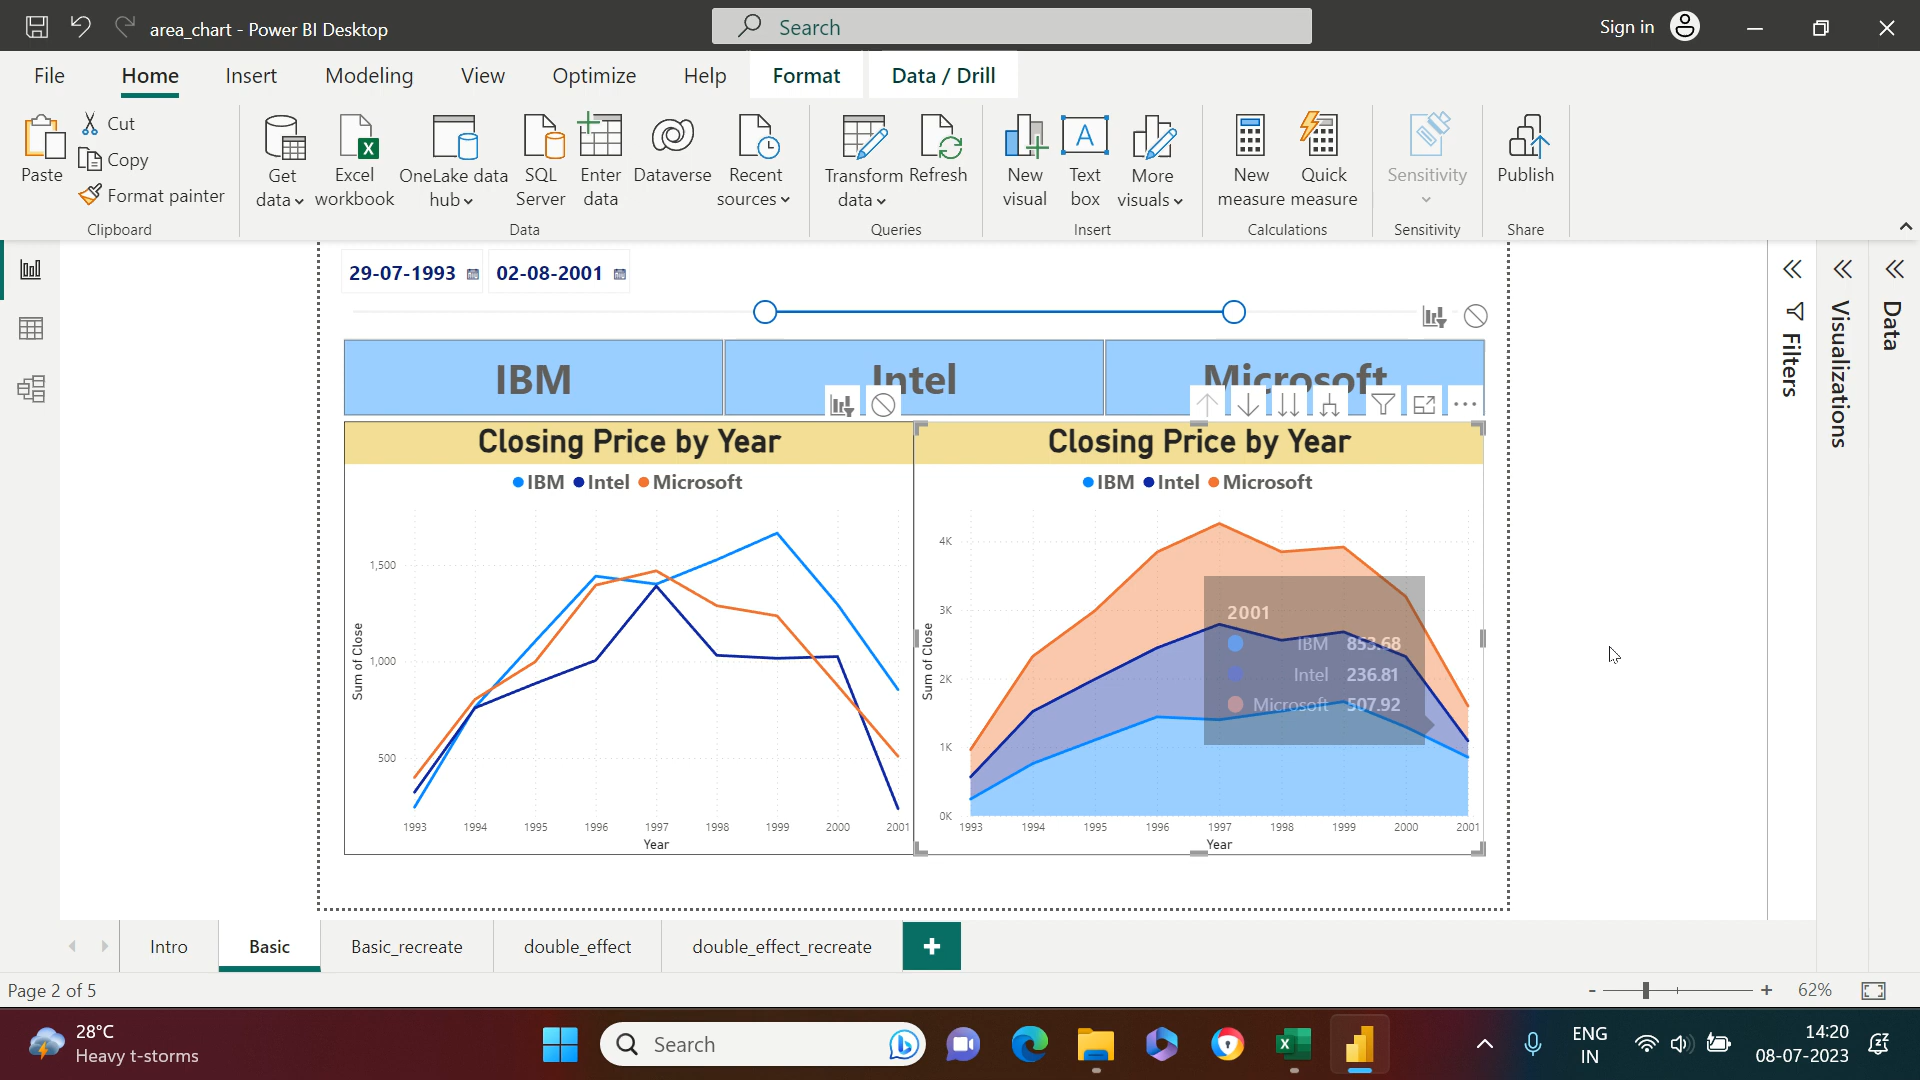 area_chart - Power BI Desktop
Search
Sign in
File Home Insert Modeling View Optimize Help Format Data / Drill
Paste
Cut
Copy
Format painter
Clipboard
Get data
Excel workbook
OneLake data hub
SQL Server
Enter data
Dataverse
Recent sources
Data
Transform data
Refresh
Queries
New visual
Text box
More visuals
Insert
New measure
Quick measure
Calculations
Sensitivity
Sensitivity
Publish
Share
29-07-1993 02-08-2001
IBM Intel Microsoft
Closing Price by Year
IBM Intel Microsoft
Sum of Close
1,500
1,000
500
1993 1994 1995 1996 1997 1998 1999 2000 2001
Year
Closing Price by Year
IBM Intel Microsoft
Sum of Close
4K
3K
2K
1K
0K
2001
IBM 853.68
Intel 236.81
Microsoft 507.92
1993 1994 1995 1996 1997 1998 1999 2000 2001
Year
Filters
Visualizations
Data
Intro Basic Basic_recreate double_effect double_effect_recreate +
Page 2 of 5
- + 62%
28°C
Heavy t-storms
Search
ENG
IN
14:20
08-07-2023